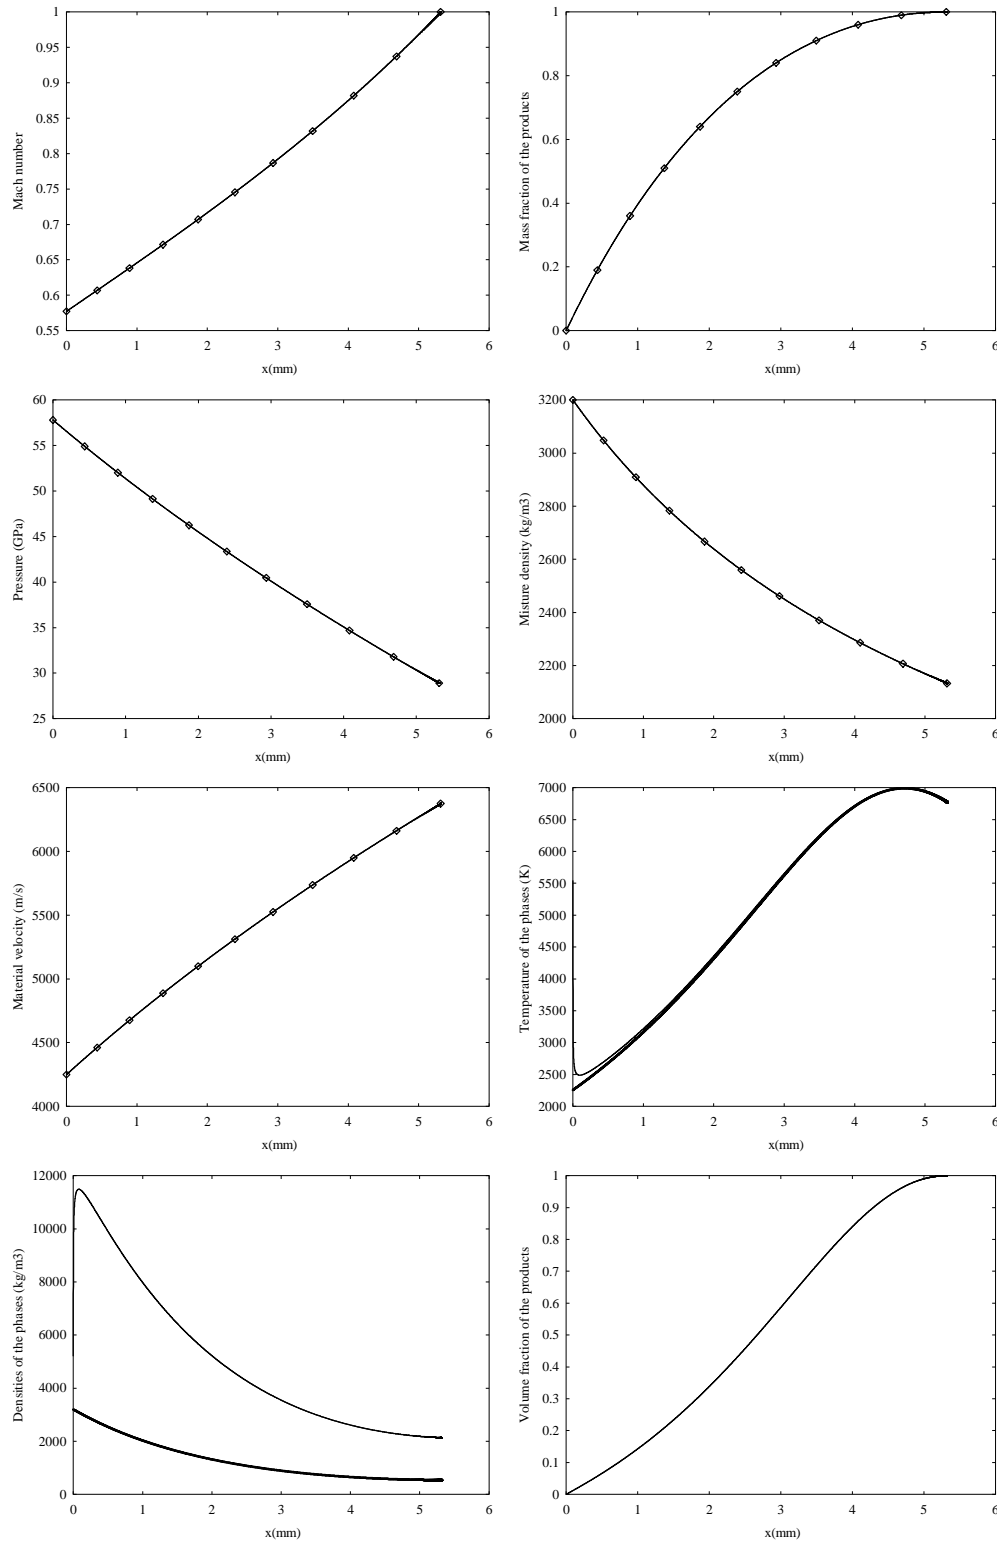 Mach number
1
0.95
0.9
0.85
0.8
0.75
0.7
0.65
0.6
0.55
0 1 2 3 4 5 6
x(mm)
Mass fraction of the products
1
0.8
0.6
0.4
0.2
0
0 1 2 3 4 5 6
x(mm)
Pressure (GPa)
60
55
50
45
40
35
30
25
0 1 2 3 4 5 6
x(mm)
Misture density (kg/m3)
3200
3000
2800
2600
2400
2200
2000
0 1 2 3 4 5 6
x(mm)
Material velocity (m/s)
6500
6000
5500
5000
4500
4000
0 1 2 3 4 5 6
x(mm)
Temperature of the phases (K)
7000
6500
6000
5500
5000
4500
4000
3500
3000
2500
2000
0 1 2 3 4 5 6
x(mm)
Densities of the phases (kg/m3)
12000
10000
8000
6000
4000
2000
0
0 1 2 3 4 5 6
x(mm)
Volume fraction of the products
1
0.9
0.8
0.7
0.6
0.5
0.4
0.3
0.2
0.1
0
0 1 2 3 4 5 6
x(mm)